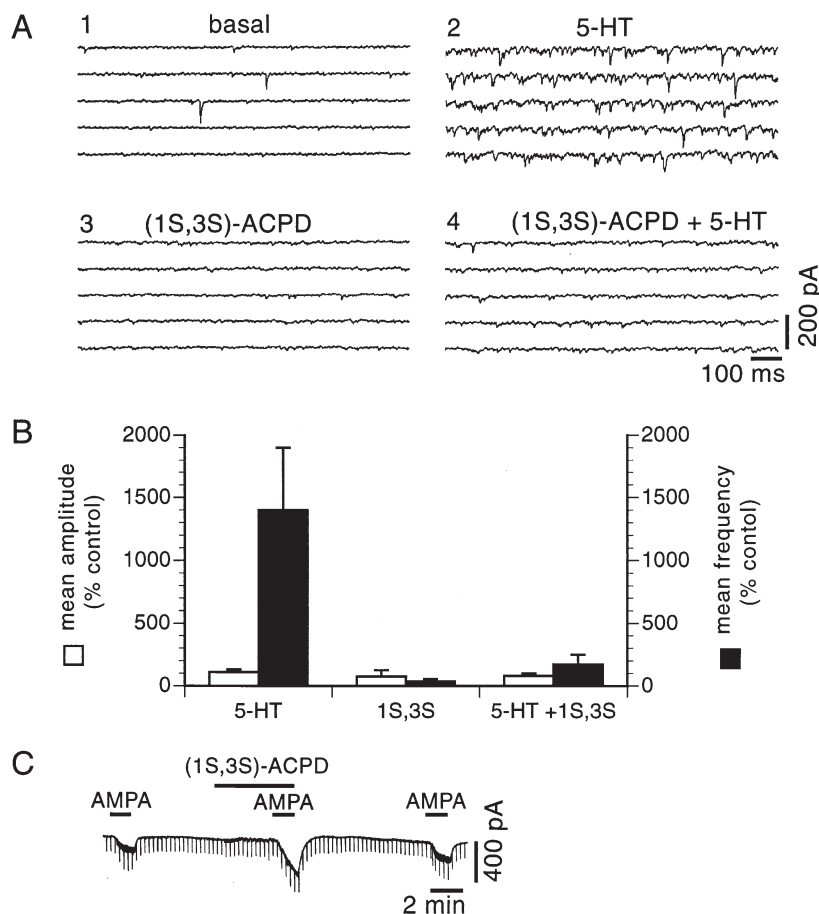 A
1 basal
2 5-HT
3 (1S,3S)-ACPD
4 (1S,3S)-ACPD + 5-HT
200 pA
100 ms
B
mean amplitude
(% control)
2000
1500
1000
500
0
2000
1500
1000
500
0
mean frequency
(% contol)
5-HT
1S,3S
5-HT +1S,3S
C
(1S,3S)-ACPD
AMPA
AMPA
AMPA
400 pA
2 min